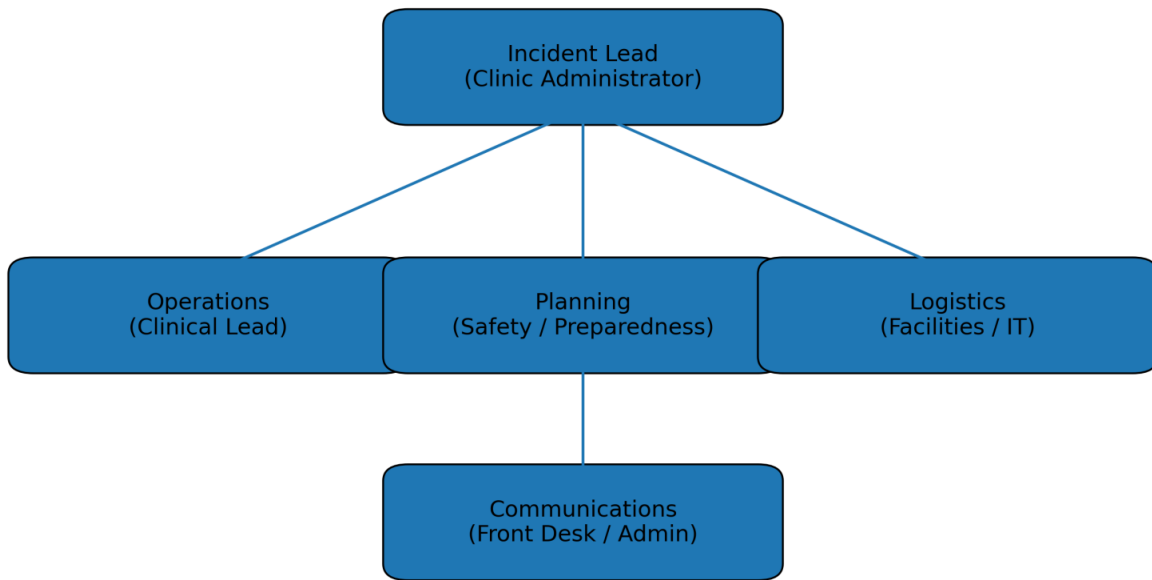 Incident Lead
(Clinic Administrator)
Operations
(Clinical Lead)
Planning
(Safety / Preparedness)
Logistics
(Facilities / IT)
Communications
(Front Desk / Admin)